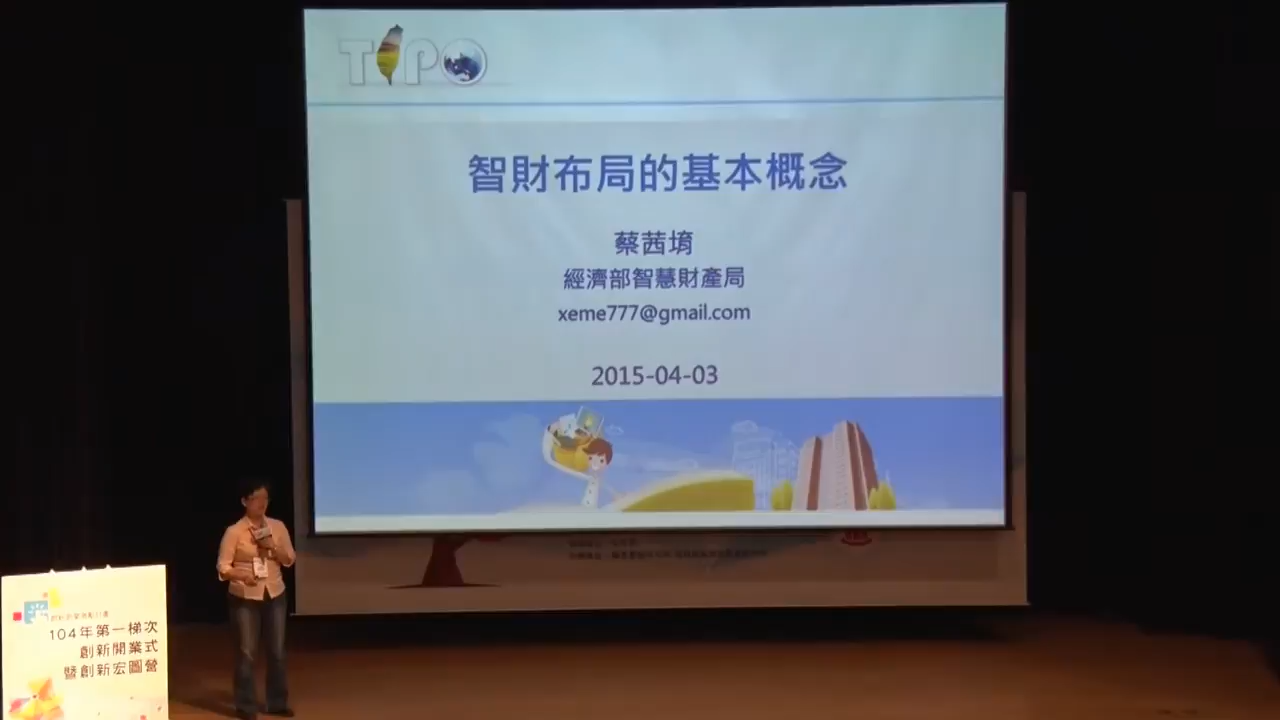 TIPO
智財布局的基本概念
蔡茜堉
經濟部智慧財產局
xeme777@gmail.com
2015-04-03
104年第一梯次
創新開業式
暨創新宏圖營